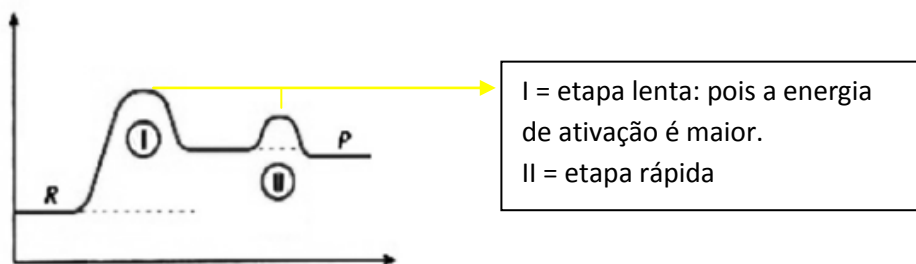 I = etapa lenta: pois a energia
de ativação é maior.
II = etapa rápida
I
P
II
R